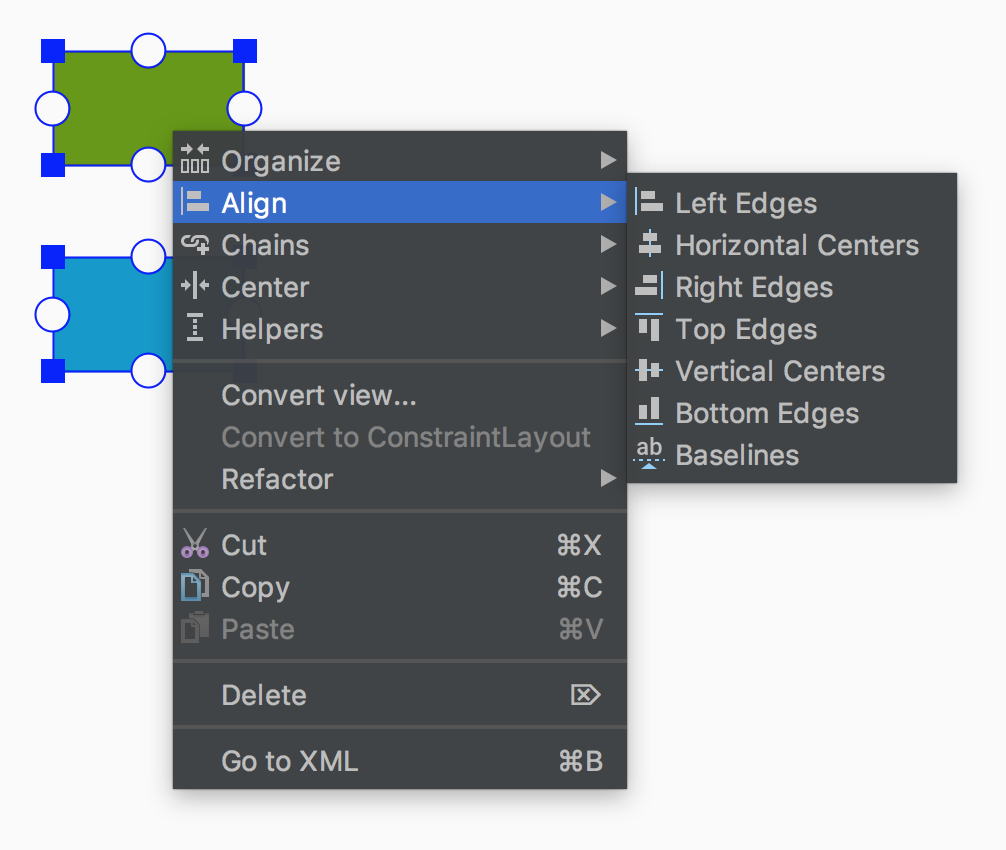 Organize
Align
Chains
Center
Helpers
Convert view...
Convert to ConstraintLayout
Refactor
Cut ⌘X
Copy ⌘C
Paste ⌘V
Delete ⌦
Go to XML ⌘B
Left Edges
Horizontal Centers
Right Edges
Top Edges
Vertical Centers
Bottom Edges
ab
Baselines